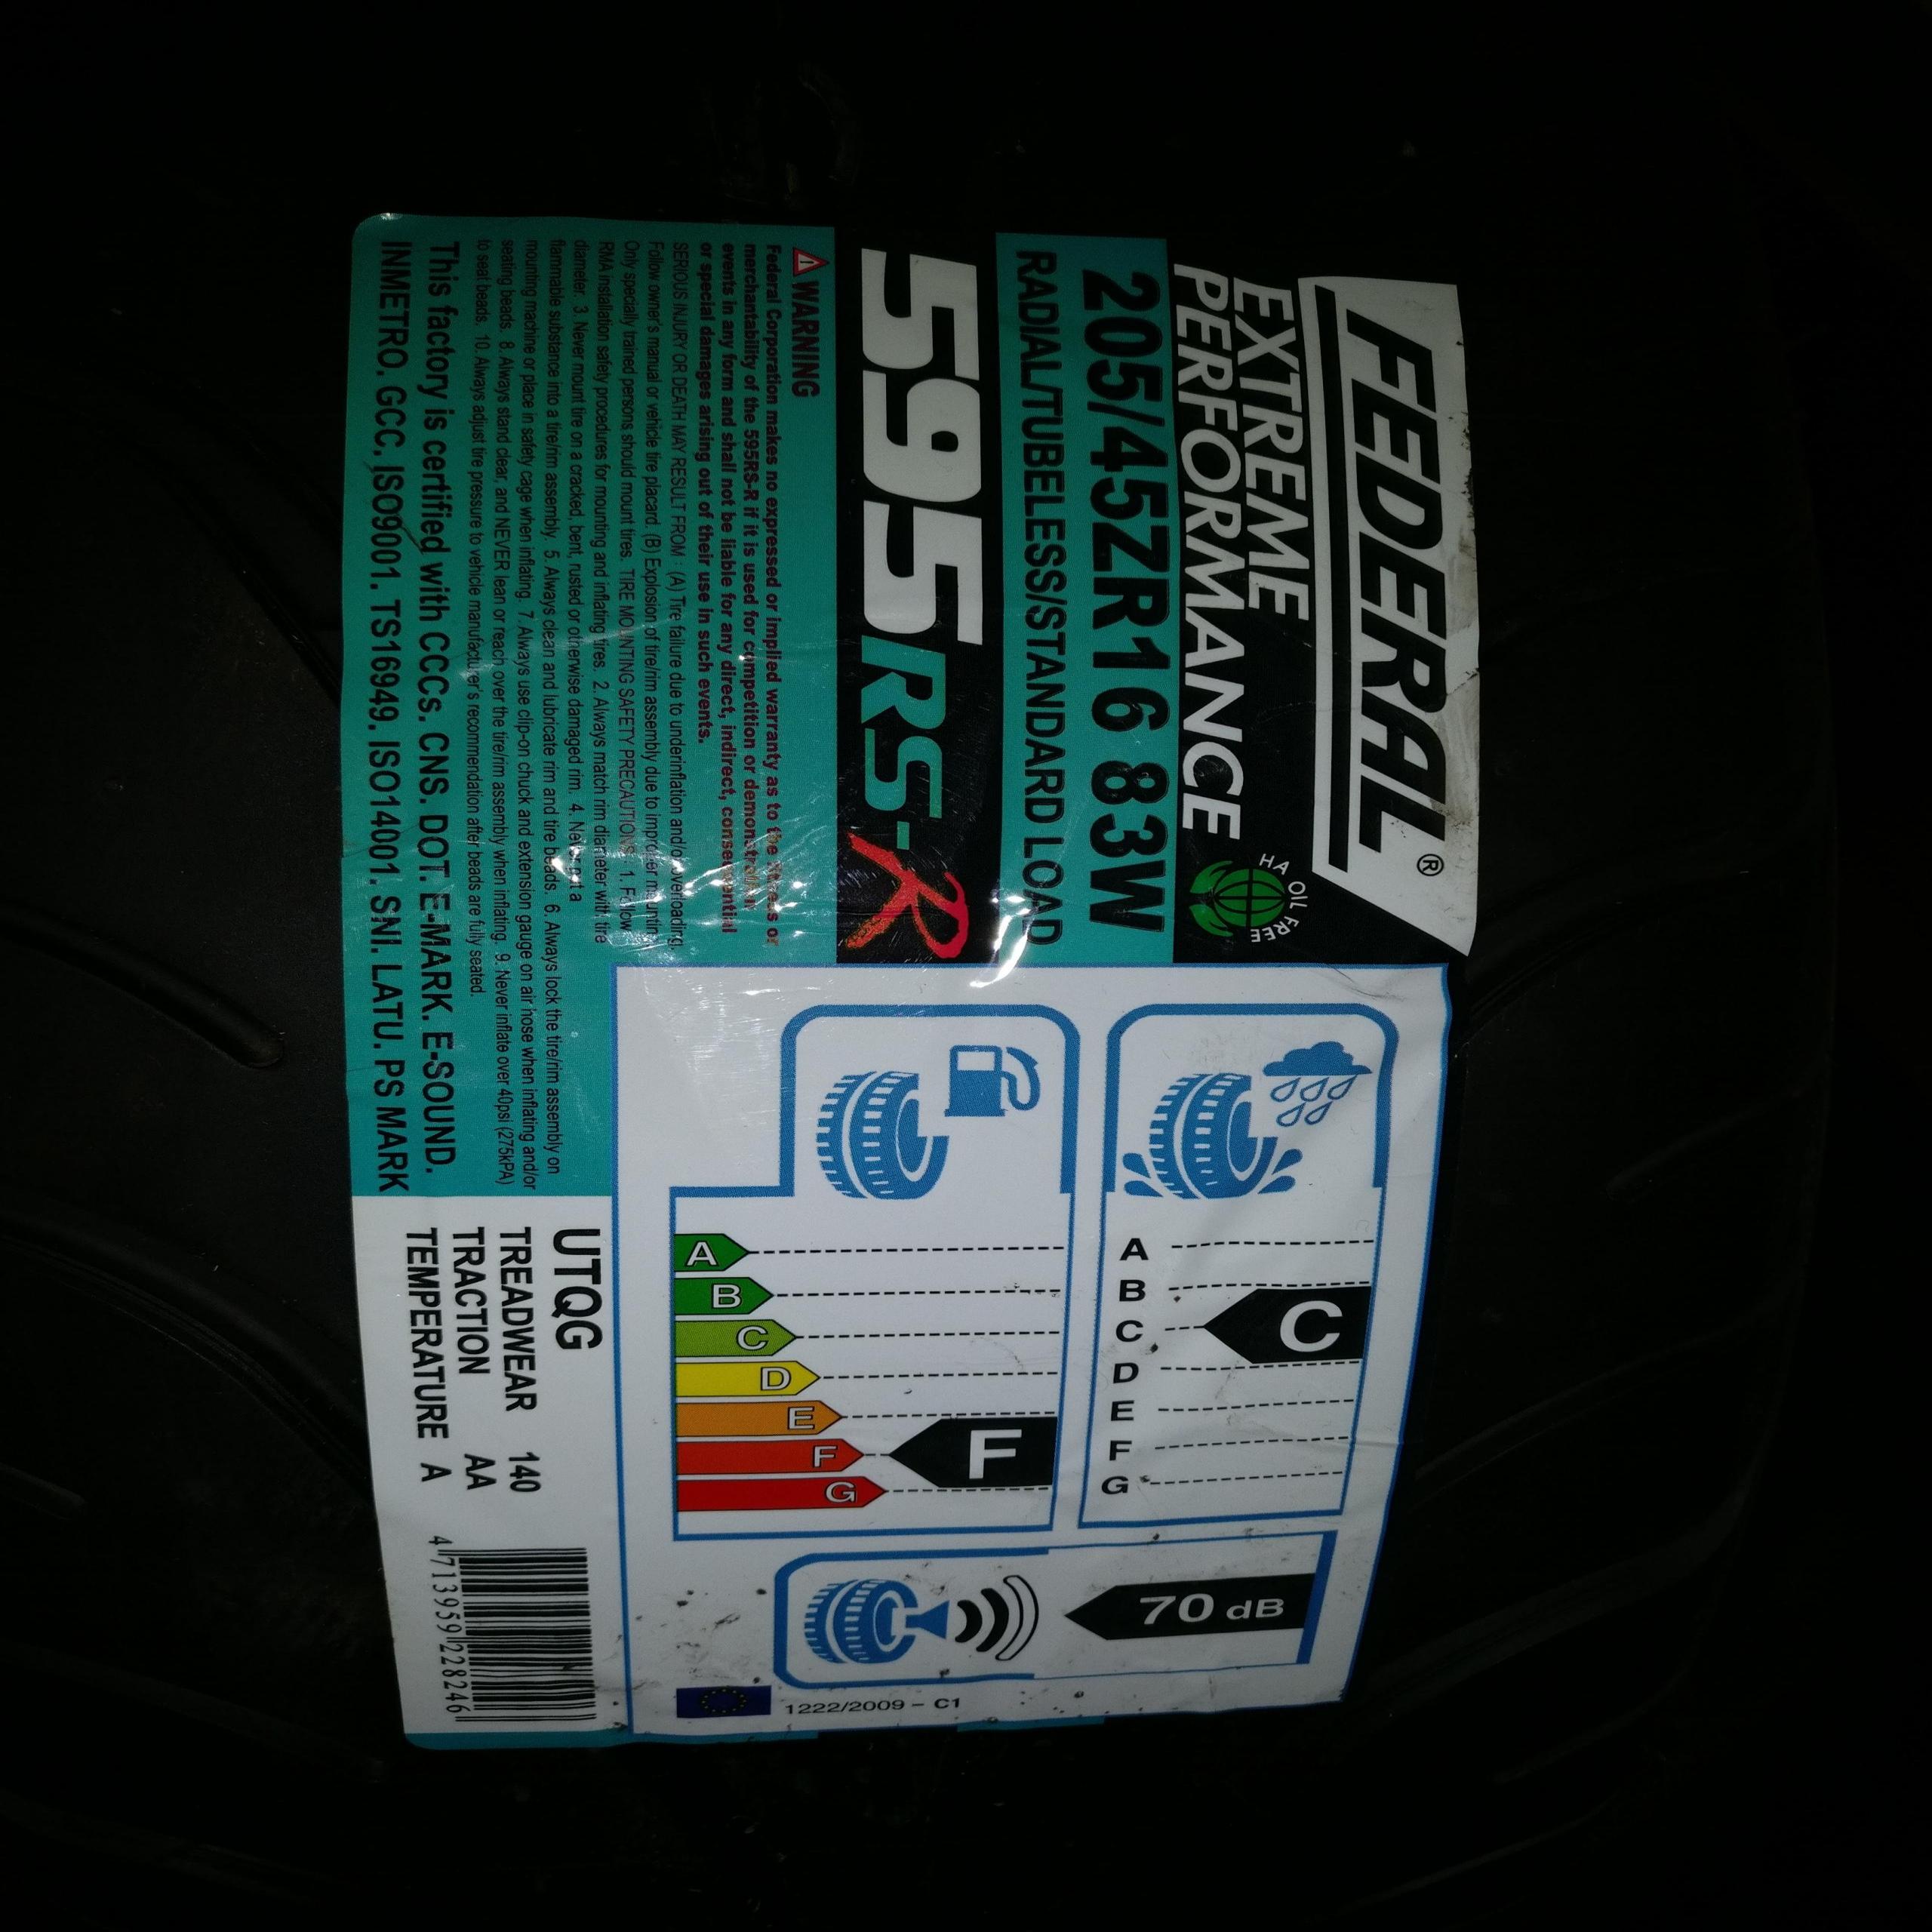 FEDERAL®
EXTREME
PERFORMANCE
HA OIL FREE
205/45ZR16 83W
RADIAL/TUBELESS/STANDARD LOAD
595RS-R
WARNING
Federal Corporation makes no expressed or implied warranty as to the fitness or
merchantability of the 595RS-R if it is used for competition or demonstration
events in any form and shall not be liable for any direct, indirect, consequential
or special damages arising out of their use in such events.
SERIOUS INJURY OR DEATH MAY RESULT FROM : (A) Tire failure due to underinflation and/or overloading.
Follow owner's manual or vehicle tire placard. (B) Explosion of tire/rim assembly due to improper mounting.
Only specially trained persons should mount tires. TIRE MOUNTING SAFETY PRECAUTIONS: 1. Follow
RMA installation safety procedures for mounting and inflating tires. 2. Always match rim diameter with tire
diameter. 3. Never mount tire on a cracked, bent, rusted or otherwise damaged rim. 4. Never put a
flammable substance into a tire/rim assembly. 5. Always clean and lubricate rim and tire beads. 6. Always lock the tire/rim assembly on
mounting machine or place in safety cage when inflating. 7. Always use clip-on chuck and extension gauge on air hose when inflating and/or
seating beads. 8. Always stand clear, and NEVER lean or reach over the tire/rim assembly when inflating. 9. Never inflate over 40psi (275kPA)
to seat beads. 10. Always adjust tire pressure to vehicle manufactur's recommendation after beads are fully seated.
This factory is certified with CCCs. CNS. DOT. E-MARK. E-SOUND.
INMETRO. GCC. ISO9001. TS16949. ISO14001. SNI. LATU. PS MARK
A
B
C
D
E
F
G
C
A
B
C
D
E
F
G
F
70 dB
1222/2009 – C1
UTQG
TREADWEAR 140
TRACTION AA
TEMPERATURE A
4 713959 228246